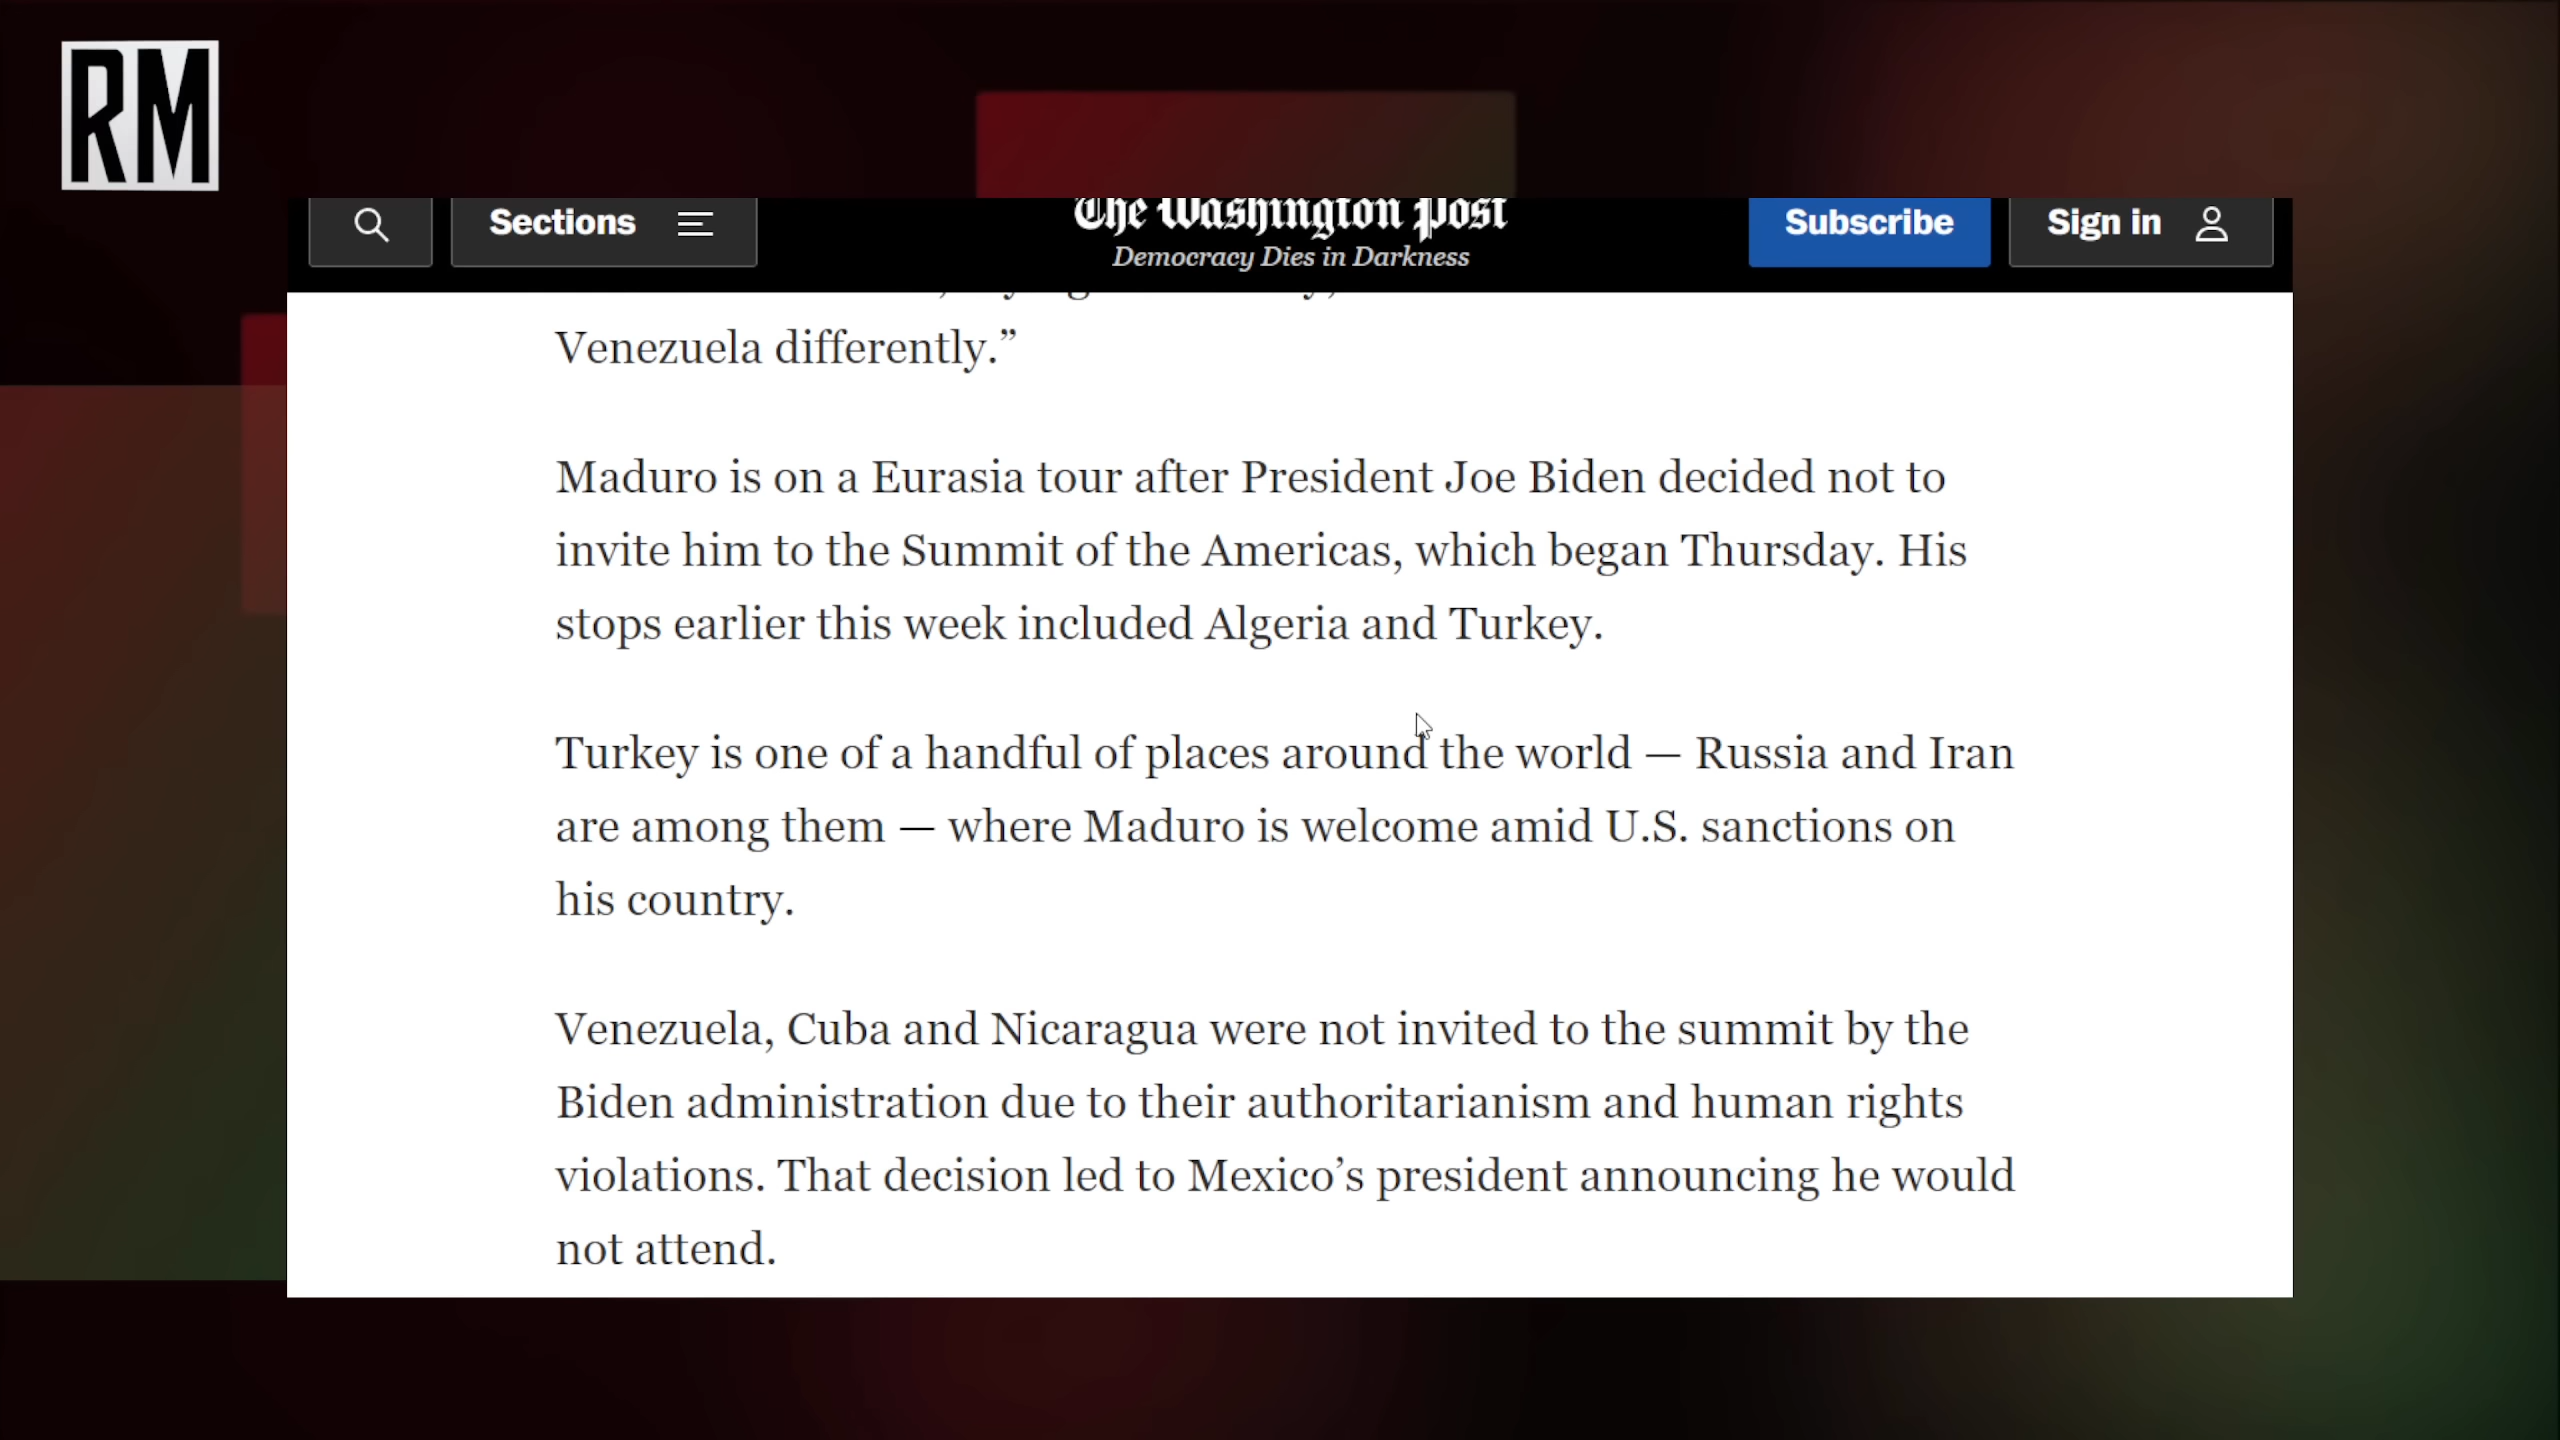 RM
Sections
The Washington Post
Democracy Dies in Darkness
Subscribe
Sign in
Venezuela differently.”
Maduro is on a Eurasia tour after President Joe Biden decided not to
invite him to the Summit of the Americas, which began Thursday. His
stops earlier this week included Algeria and Turkey.
Turkey is one of a handful of places around the world — Russia and Iran
are among them — where Maduro is welcome amid U.S. sanctions on
his country.
Venezuela, Cuba and Nicaragua were not invited to the summit by the
Biden administration due to their authoritarianism and human rights
violations. That decision led to Mexico’s president announcing he would
not attend.